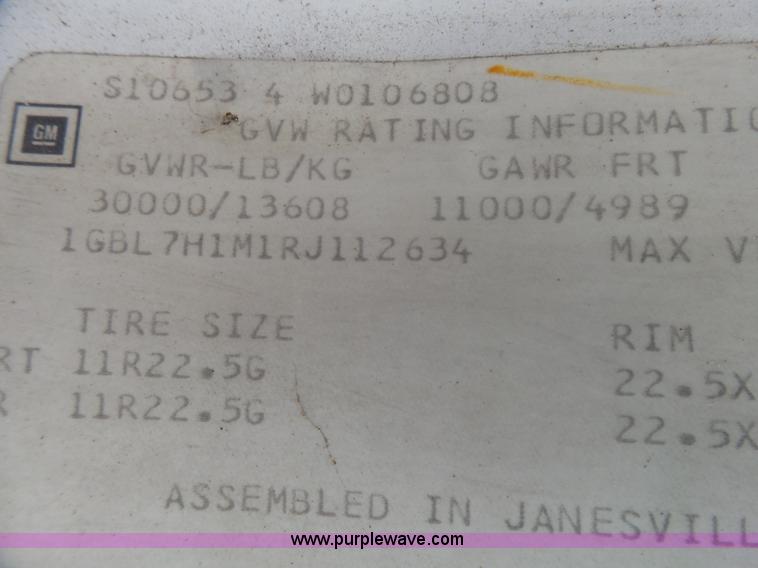 S10653 4 W0106808
GM
GVW RATING INFORMATIO
GVWR-LB/KG GAWR FRT
30000/13608 11000/4989
1GBL7H1M1RJ112634 MAX V
TIRE SIZE RIM
RT 11R22.5G 22.5X
R 11R22.5G 22.5X
ASSEMBLED IN JANESVILL
www.purplewave.com